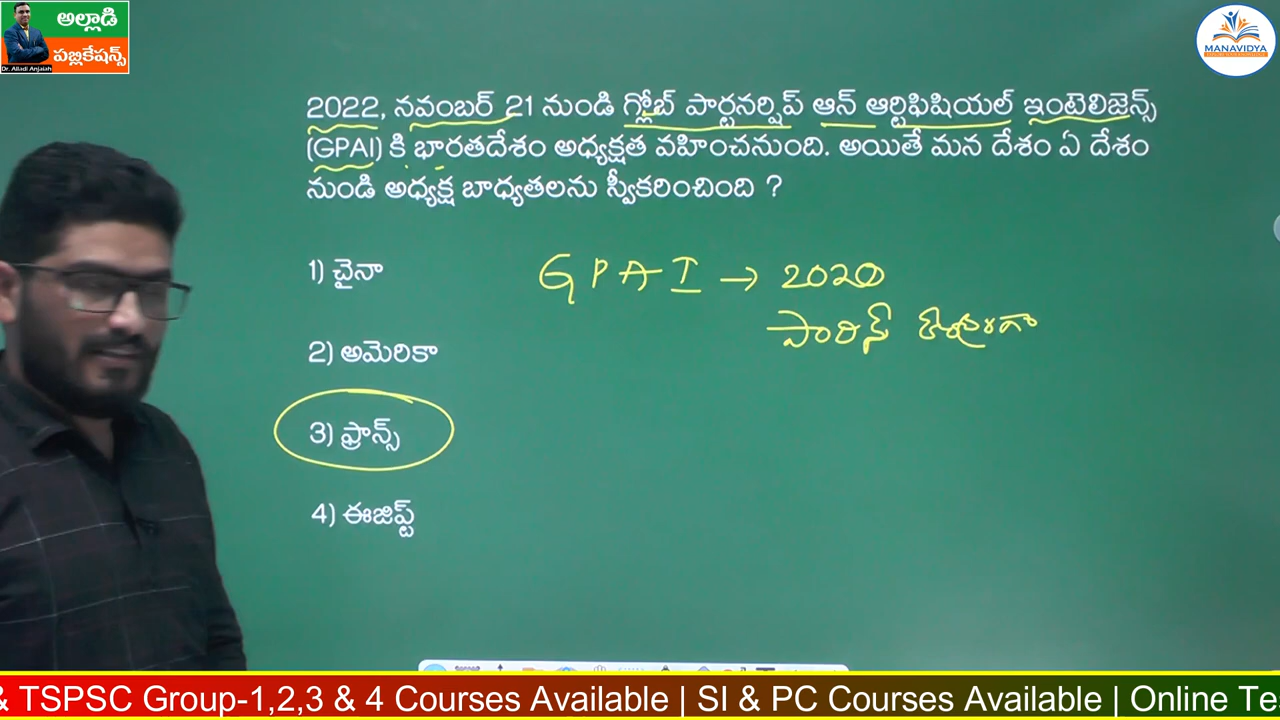 అల్లాడి
పబ్లికేషన్స్
Dr. Alladi Anjaiah
MANAVIDYA
2022, నవంబర్ 21 నుండి గ్లోబ్ పార్టనర్షిప్ ఆన్ ఆర్టిఫిషియల్ ఇంటెలిజెన్స్
(GPAI) కి భారతదేశం అధ్యక్షత వహించనుంది. అయితే మన దేశం ఏ దేశం
నుండి అధ్యక్ష బాధ్యతలను స్వీకరించింది ?
1) చైనా
GPAI → 2020
పారిస్ కేంద్రంగా
2) అమెరికా
3) ఫ్రాన్స్
4) ఈజిప్ట్
& TSPSC Group-1,2,3 & 4 Courses Available | SI & PC Courses Available | Online Te